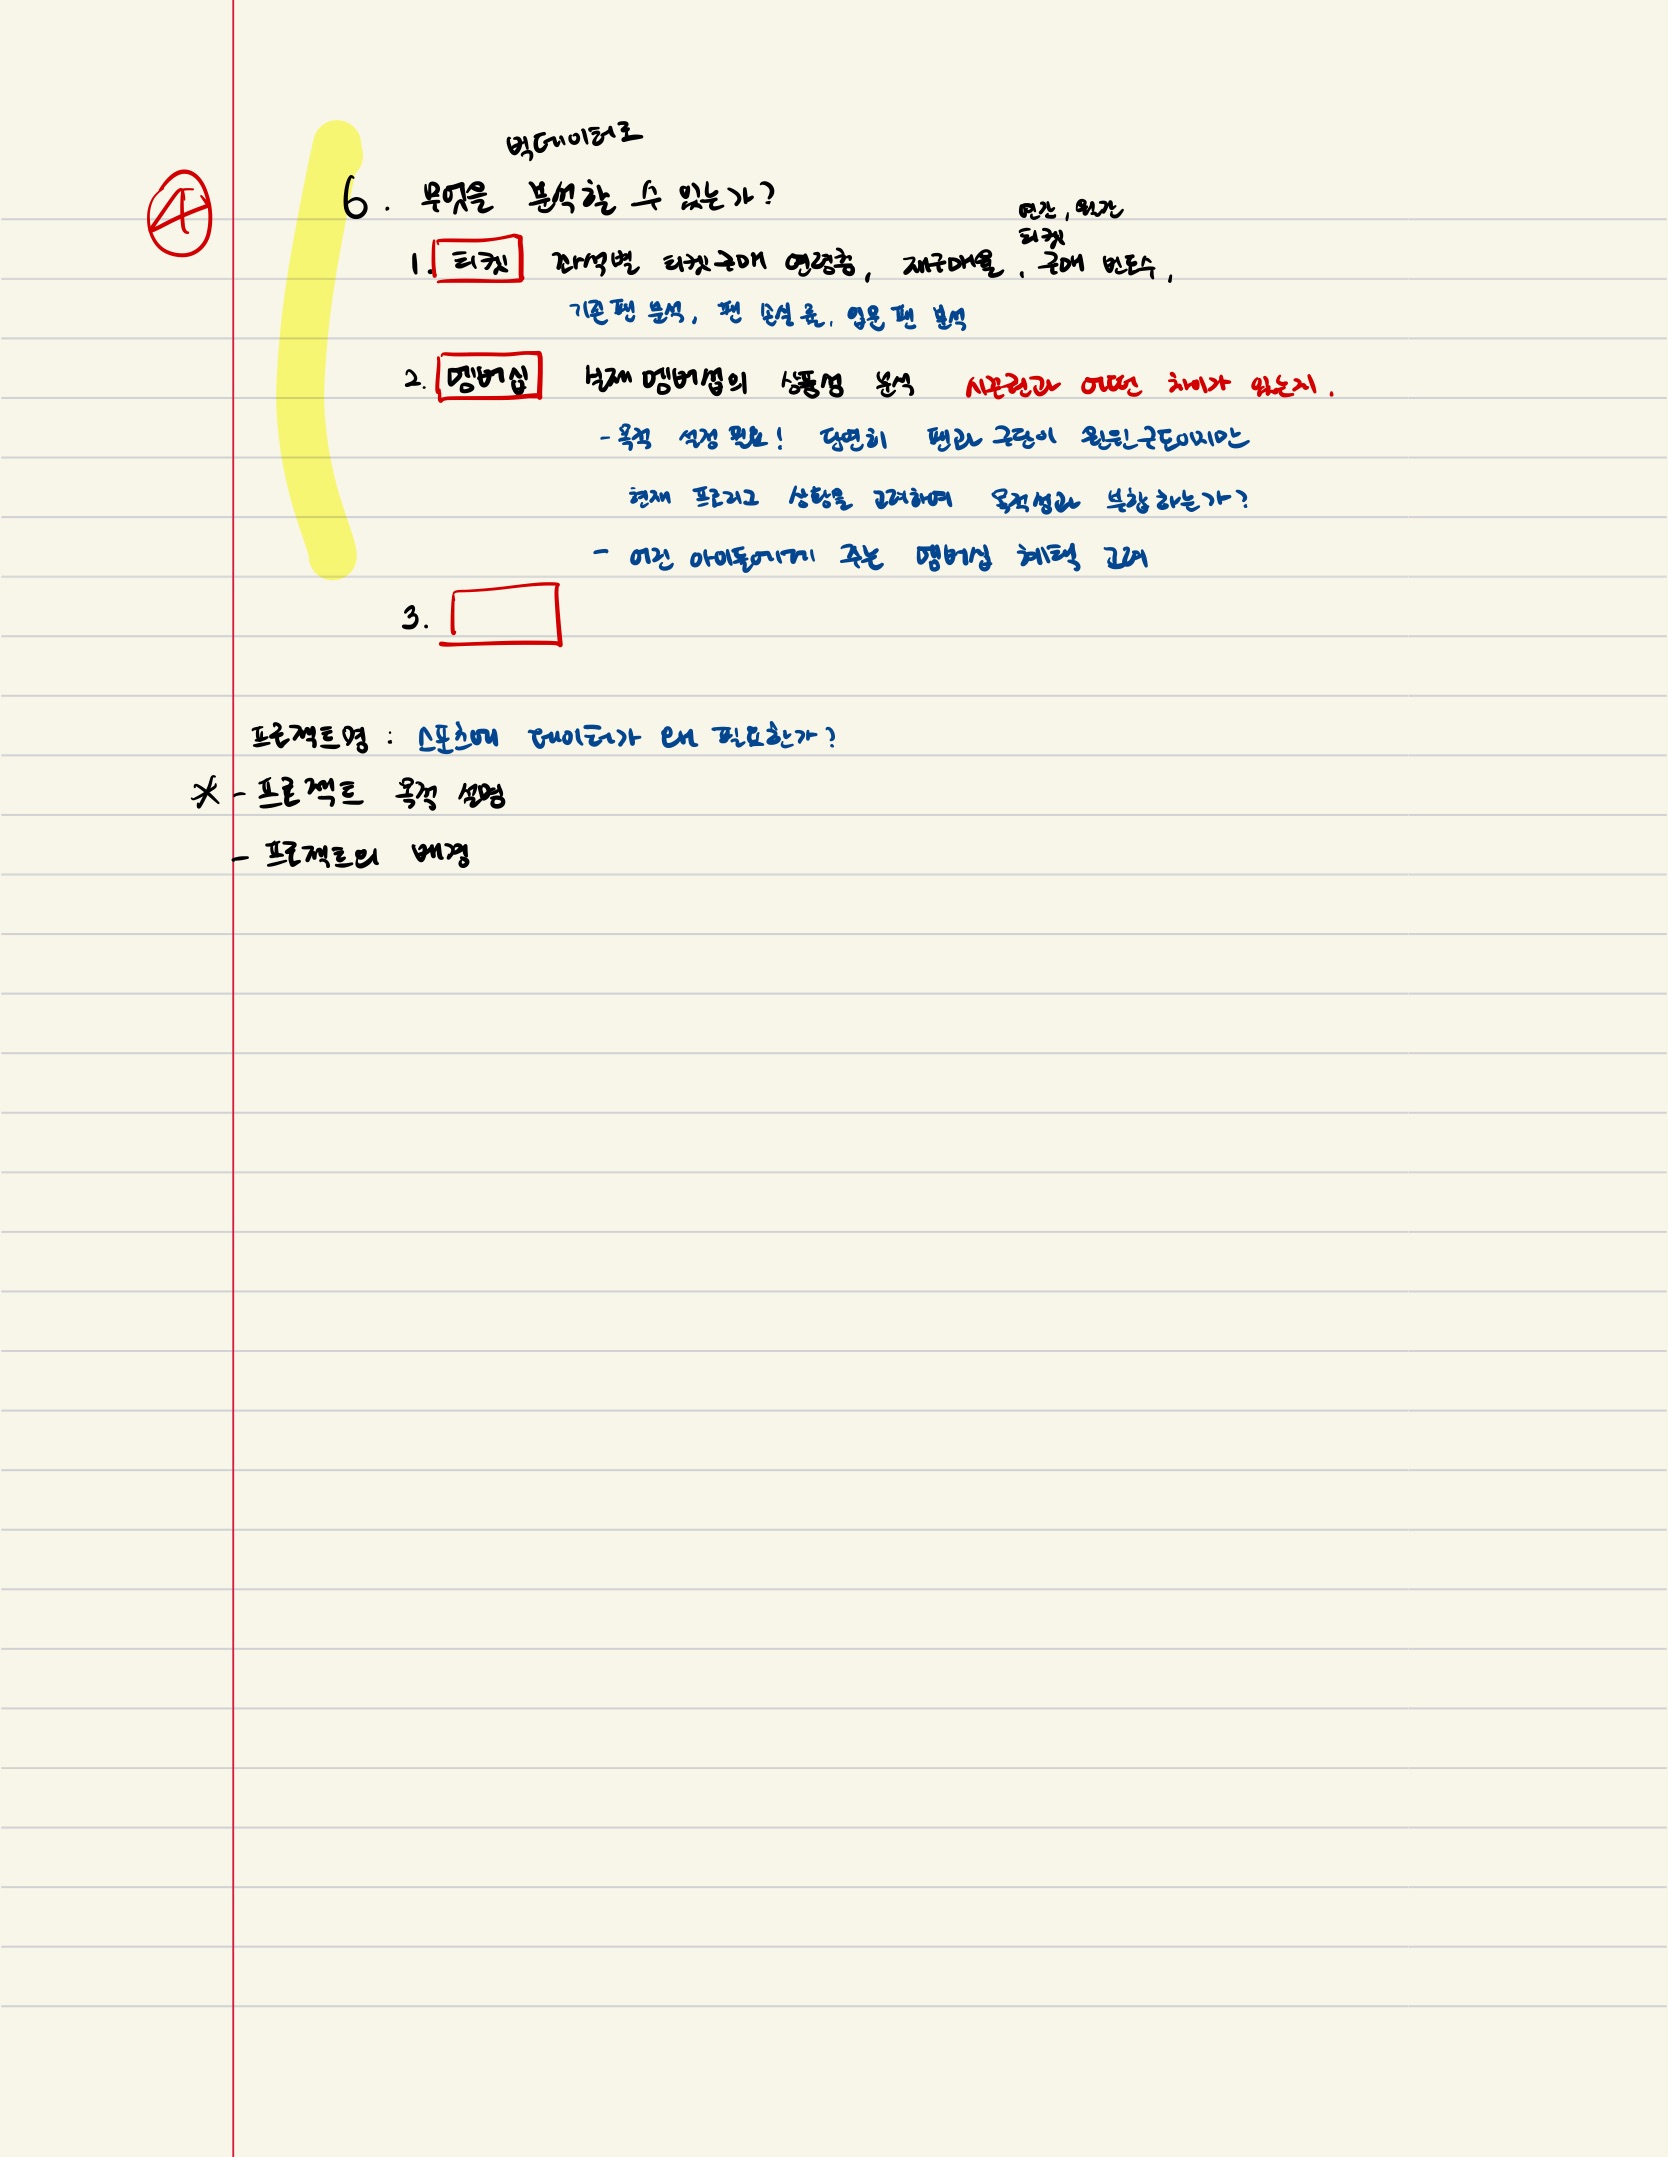 빅데이터로
④
6. 무엇을 분석할 수 있는가?
연간, 월간
티켓
1. 티켓 좌석별 티켓구매 연령층, 재구매율, 구매 빈도수,
기존팬 분석, 팬 손실률, 입문팬 분석
2. 멤버십 현재 멤버십의 상품성 분석 시즌권과 어떤 차이가 있는지.
- 목적 설정 필요! 당연히 팬과 구단이 윈윈구도이지만
현재 프로리그 상황을 고려하여 목적성과 부합하는가?
- 어린 아이들에게 주는 멤버십 혜택 고려
3.
프로젝트명 : 스포츠에 데이터가 왜 필요한가?
* - 프로젝트 목적 설명
- 프로젝트의 배경